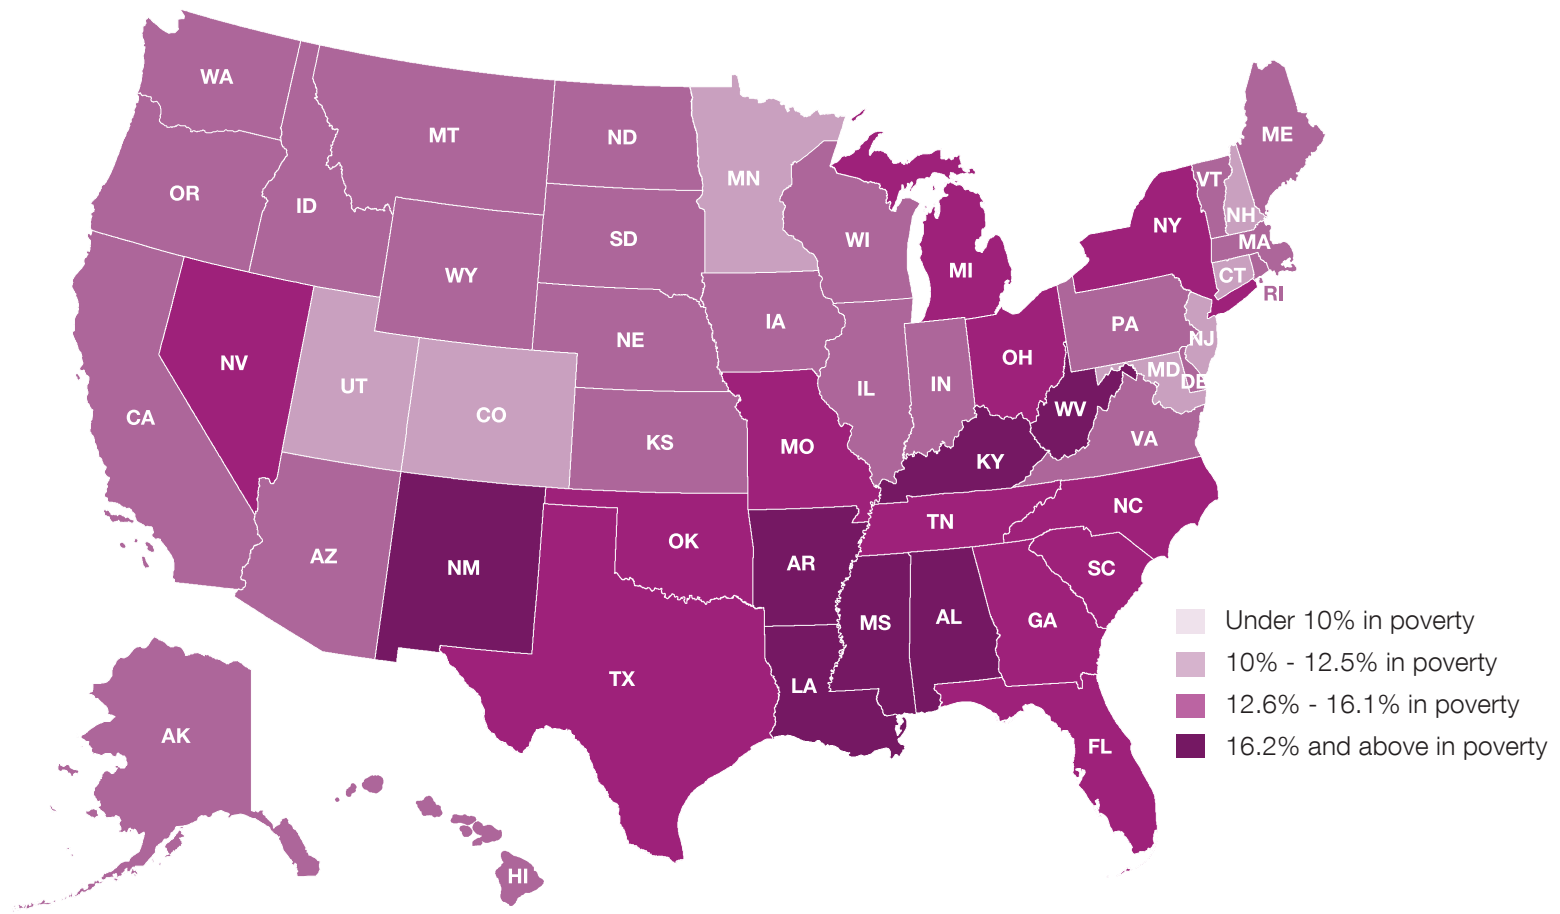 WA
MT
ND
MN
ME
OR
ID
SD
WI
VT
NH
NY
MA
WY
MI
CT
RI
NV
NE
IA
PA
NJ
OH
UT
CO
IL
IN
MD
DE
CA
KS
MO
WV
VA
KY
AZ
NM
OK
AR
TN
NC
SC
MS
AL
GA
TX
LA
FL
AK
HI
Under 10% in poverty
10% - 12.5% in poverty
12.6% - 16.1% in poverty
16.2% and above in poverty